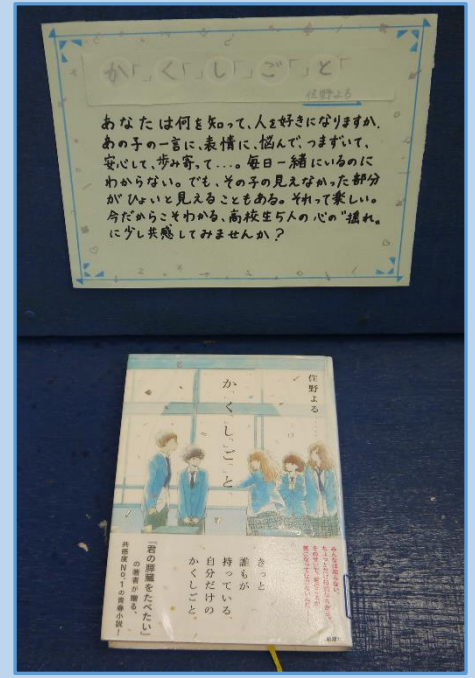 か「く」し「ご」と「
住野よる
あなたは何を知って、人を好きになりますか。
あの子の一言に、表情に、悩んで、つまずいて、
安心して、歩み寄って…。毎日一緒にいるのに
わからない。でも、その子の見えなかった部分
がひょいと見えることもある。それって楽しい。
今だからこそわかる、高校生5人の心の“揺れ„
に少し共感してみませんか？
住野よる
か「く」し「ご」と「
きっと
誰もが
持っている、
自分だけの
かくしごと。
『君の膵臓をたべたい』
の著者が贈る、
共感度No.1の青春小説！